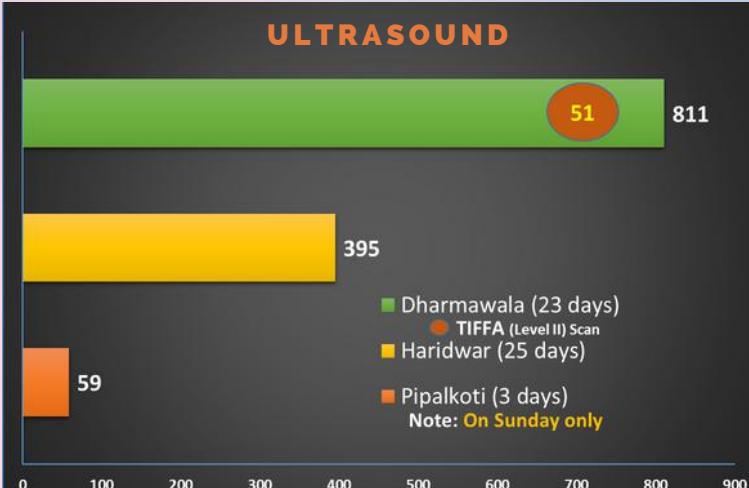 ULTRASOUND
51
811
395
59
Dharmawala (23 days)
TIFFA (Level II) Scan
Haridwar (25 days)
Pipalkoti (3 days)
Note: On Sunday only
0 100 200 300 400 500 600 700 800 900